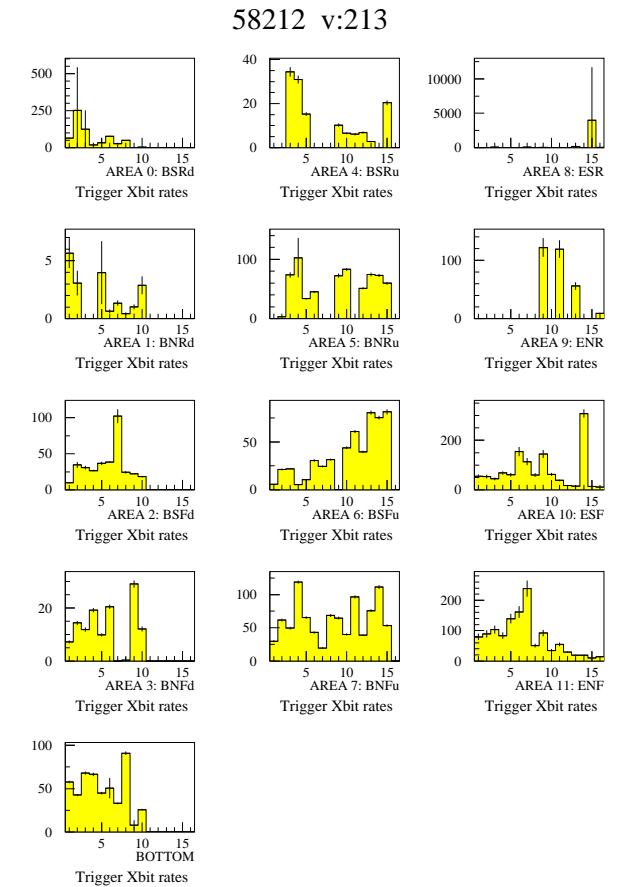 58212 v:213
500
250
0
5 10 15
AREA 0: BSRd
Trigger Xbit rates
40
20
0
5 10 15
AREA 4: BSRu
Trigger Xbit rates
10000
5000
0
5 10 15
AREA 8: ESR
Trigger Xbit rates
5
0
5 10 15
AREA 1: BNRd
Trigger Xbit rates
100
0
5 10 15
AREA 5: BNRu
Trigger Xbit rates
100
0
5 10 15
AREA 9: ENR
Trigger Xbit rates
100
50
0
5 10 15
AREA 2: BSFd
Trigger Xbit rates
50
0
5 10 15
AREA 6: BSFu
Trigger Xbit rates
200
0
5 10 15
AREA 10: ESF
Trigger Xbit rates
20
0
5 10 15
AREA 3: BNFd
Trigger Xbit rates
100
50
0
5 10 15
AREA 7: BNFu
Trigger Xbit rates
200
100
0
5 10 15
AREA 11: ENF
Trigger Xbit rates
100
50
0
5 10 15
BOTTOM
Trigger Xbit rates